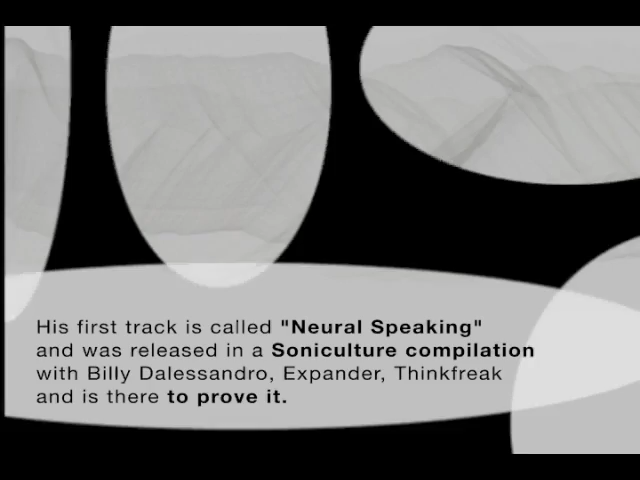 His first track is called "Neural Speaking"
and was released in a Soniculture compilation
with Billy Dalessandro, Expander, Thinkfreak
and is there to prove it.